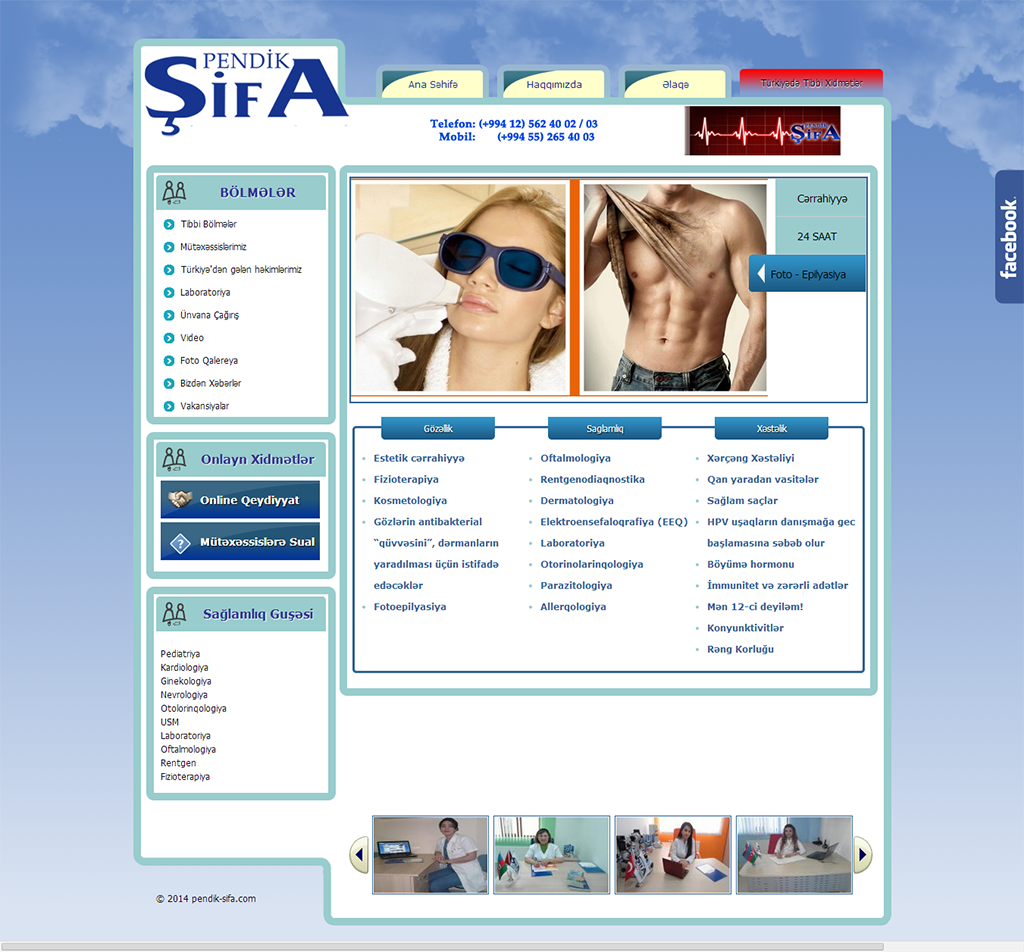 PENDİK
ŞİFA
Ana Səhifə
Haqqımızda
Əlaqə
Türkiyədə Tibbi Xidmətlər
Telefon: (+994 12) 562 40 02 / 03
Mobil: (+994 55) 265 40 03
PENDİK
ŞİFA
facebook
BÖLMƏLƏR
Tibbi Bölmələr
Mütəxəssislərimiz
Türkiyə'dən gələn həkimlərimiz
Laboratoriya
Ünvana Çağırış
Video
Foto Qalereya
Bizdən Xəbərlər
Vakansiyalar
Cərrahiyyə
24 SAAT
Foto - Epilyasiya
Onlayn Xidmətlər
Online Qeydiyyat
Mütəxəssislərə Sual
Sağlamlıq Guşəsi
Pediatriya
Kardiologiya
Ginekologiya
Nevrologiya
Otolorinqologiya
USM
Laboratoriya
Oftalmologiya
Rentgen
Fizioterapiya
Gözəllik
Estetik cərrahiyyə
Fizioterapiya
Kosmetologiya
Gözlərin antibakterial
“qüvvəsini”, dərmanların
yaradılması üçün istifadə
edəcəklər
Fotoepilyasiya
Saglamlıq
Oftalmologiya
Rentgenodiaqnostika
Dermatologiya
Elektroensefaloqrafiya (EEQ)
Laboratoriya
Otorinolarinqologiya
Parazitologiya
Allerqologiya
Xəstəlik
Xərçəng Xəstəliyi
Qan yaradan vasitələr
Sağlam saçlar
HPV uşaqların danışmağa gec
başlamasına səbəb olur
Böyümə hormonu
İmmunitet və zərərli adətlər
Mən 12-ci deyiləm!
Konyunktivitlər
Rəng Korluğu
© 2014 pendik-sifa.com